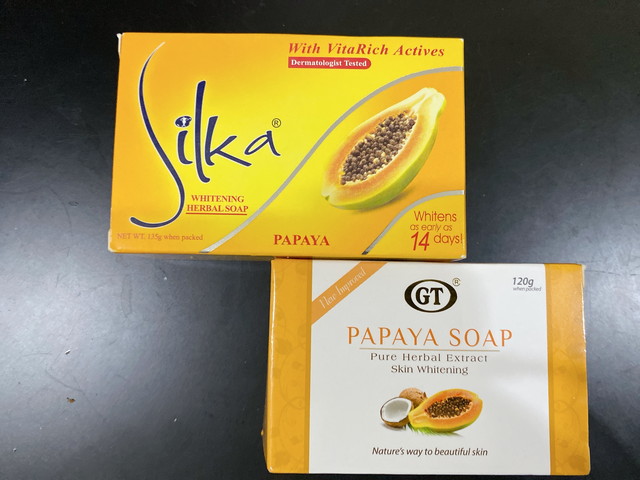 With VitaRich Actives
Dermatologist Tested
Silka®
WHITENING
HERBAL SOAP
NET WT. 135g when packed
PAPAYA
Whitens
as early as
14 days!
New Improved
GT®
120g
when packed
PAPAYA SOAP
Pure Herbal Extract
Skin Whitening
Nature's way to beautiful skin